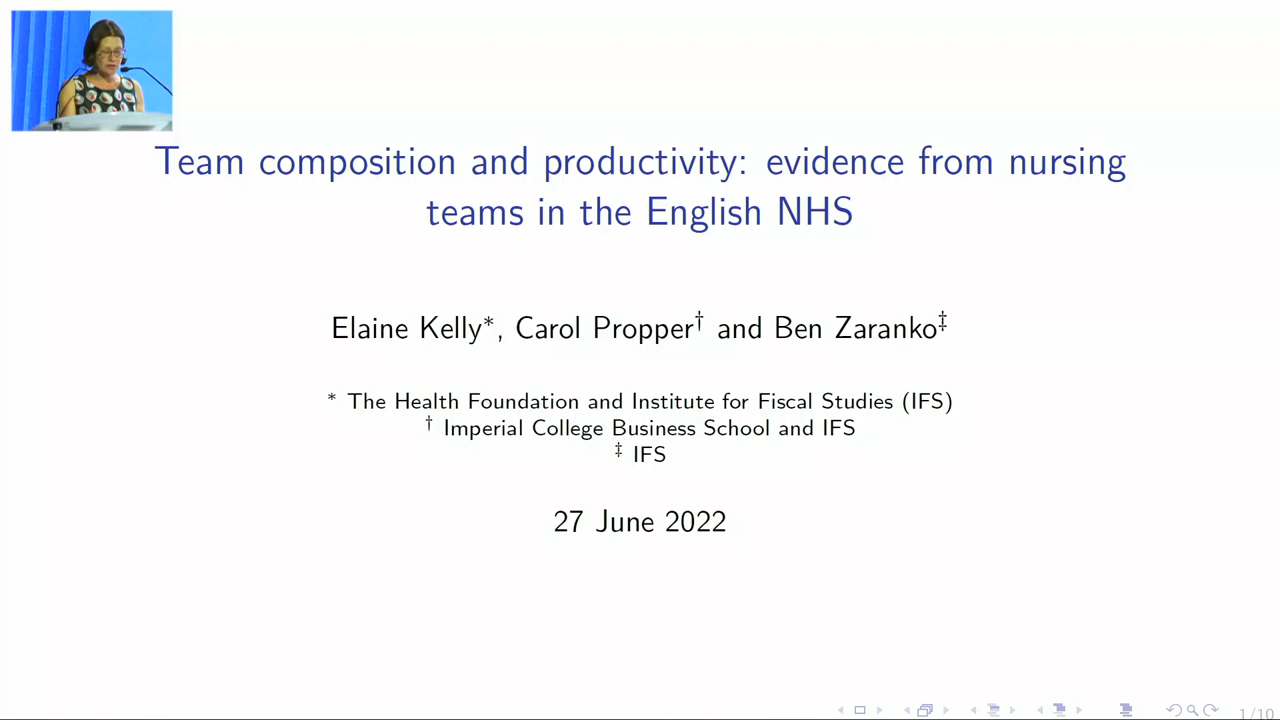 Team composition and productivity: evidence from nursing
teams in the English NHS
Elaine Kelly*, Carol Propper† and Ben Zaranko‡
* The Health Foundation and Institute for Fiscal Studies (IFS)
† Imperial College Business School and IFS
‡ IFS
27 June 2022
1/10